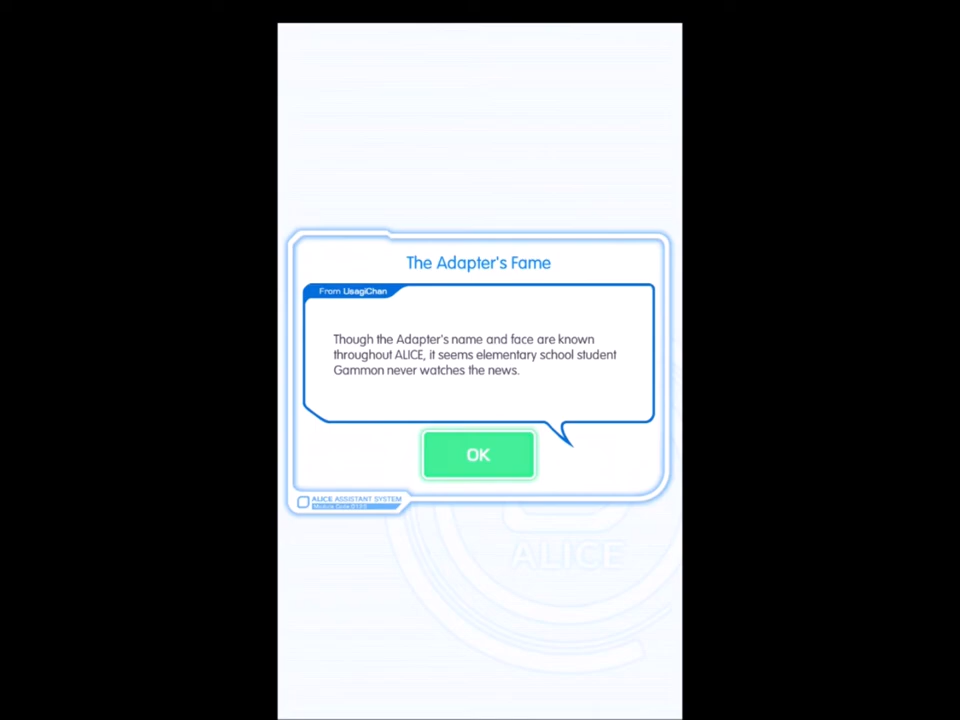 The Adapter's Fame
From UsagiChan
Though the Adapter's name and face are known
throughout ALICE, it seems elementary school student
Gammon never watches the news.
OK
ALICE ASSISTANT SYSTEM
ALICE